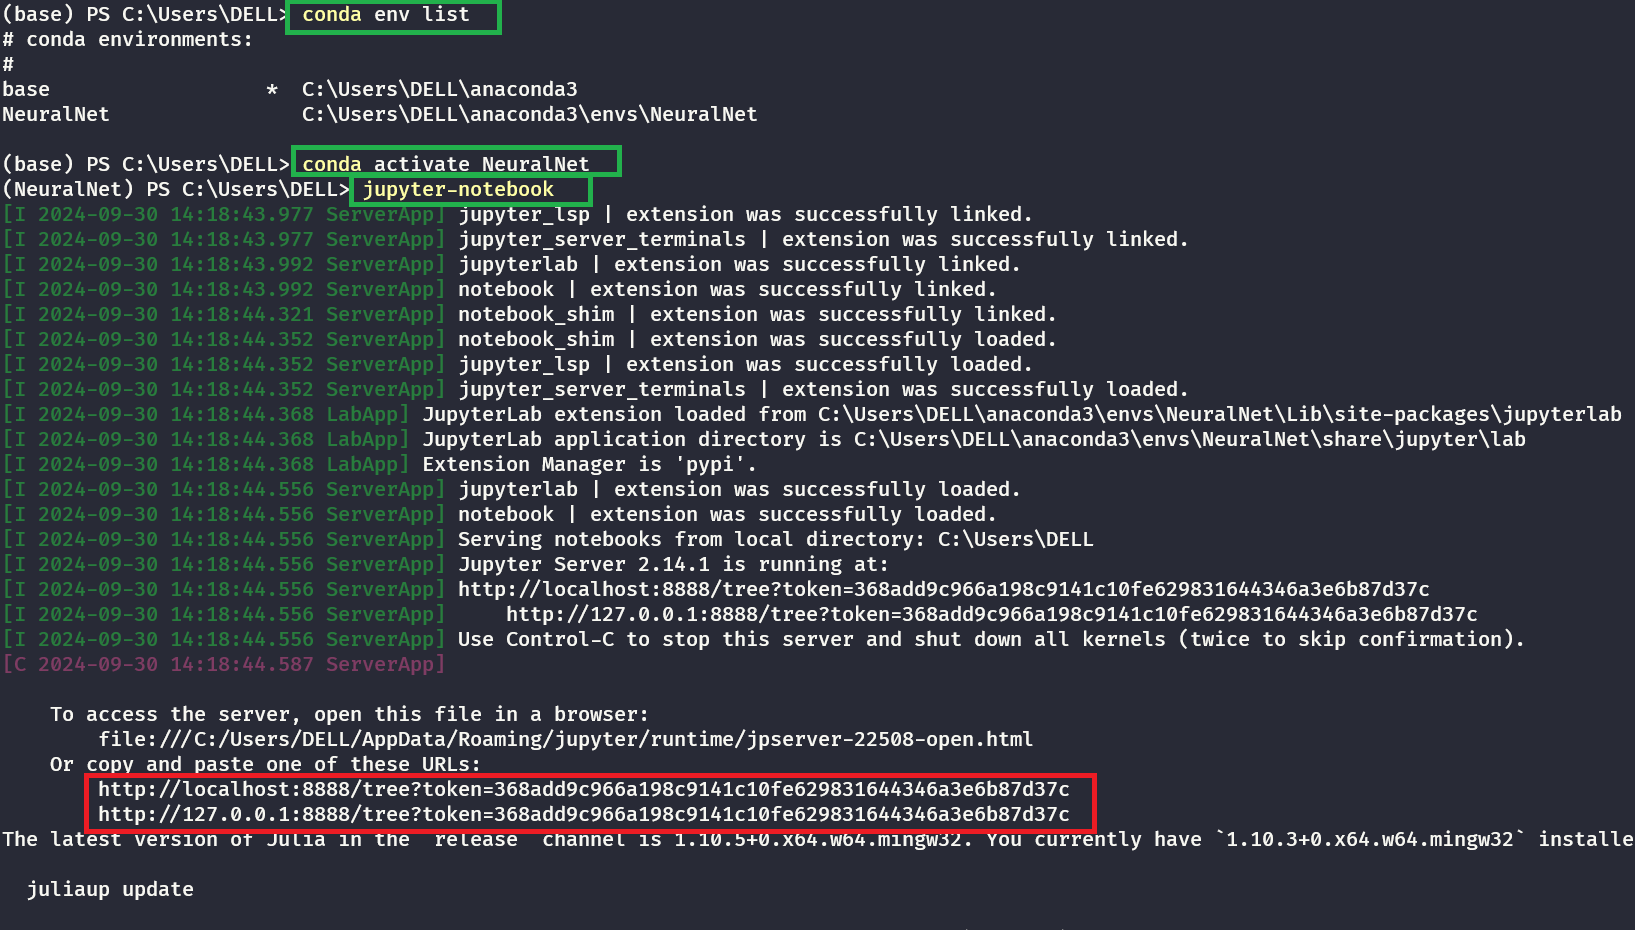 (base) PS C:\Users\DELL> conda env list
# conda environments:
#
base                  *  C:\Users\DELL\anaconda3
NeuralNet                C:\Users\DELL\anaconda3\envs\NeuralNet
(base) PS C:\Users\DELL> conda activate NeuralNet
(NeuralNet) PS C:\Users\DELL> jupyter-notebook
[I 2024-09-30 14:18:43.977 ServerApp] jupyter_lsp | extension was successfully linked.
[I 2024-09-30 14:18:43.977 ServerApp] jupyter_server_terminals | extension was successfully linked.
[I 2024-09-30 14:18:43.992 ServerApp] jupyterlab | extension was successfully linked.
[I 2024-09-30 14:18:43.992 ServerApp] notebook | extension was successfully linked.
[I 2024-09-30 14:18:44.321 ServerApp] notebook_shim | extension was successfully linked.
[I 2024-09-30 14:18:44.352 ServerApp] notebook_shim | extension was successfully loaded.
[I 2024-09-30 14:18:44.352 ServerApp] jupyter_lsp | extension was successfully loaded.
[I 2024-09-30 14:18:44.352 ServerApp] jupyter_server_terminals | extension was successfully loaded.
[I 2024-09-30 14:18:44.368 LabApp] JupyterLab extension loaded from C:\Users\DELL\anaconda3\envs\NeuralNet\Lib\site-packages\jupyterlab
[I 2024-09-30 14:18:44.368 LabApp] JupyterLab application directory is C:\Users\DELL\anaconda3\envs\NeuralNet\share\jupyter\lab
[I 2024-09-30 14:18:44.368 LabApp] Extension Manager is 'pypi'.
[I 2024-09-30 14:18:44.556 ServerApp] jupyterlab | extension was successfully loaded.
[I 2024-09-30 14:18:44.556 ServerApp] notebook | extension was successfully loaded.
[I 2024-09-30 14:18:44.556 ServerApp] Serving notebooks from local directory: C:\Users\DELL
[I 2024-09-30 14:18:44.556 ServerApp] Jupyter Server 2.14.1 is running at:
[I 2024-09-30 14:18:44.556 ServerApp] http://localhost:8888/tree?token=368add9c966a198c9141c10fe629831644346a3e6b87d37c
[I 2024-09-30 14:18:44.556 ServerApp]     http://127.0.0.1:8888/tree?token=368add9c966a198c9141c10fe629831644346a3e6b87d37c
[I 2024-09-30 14:18:44.556 ServerApp] Use Control-C to stop this server and shut down all kernels (twice to skip confirmation).
[C 2024-09-30 14:18:44.587 ServerApp]
To access the server, open this file in a browser:
file:///C:/Users/DELL/AppData/Roaming/jupyter/runtime/jpserver-22508-open.html
Or copy and paste one of these URLs:
http://localhost:8888/tree?token=368add9c966a198c9141c10fe629831644346a3e6b87d37c
http://127.0.0.1:8888/tree?token=368add9c966a198c9141c10fe629831644346a3e6b87d37c
The latest version of Julia in the `release` channel is 1.10.5+0.x64.w64.mingw32. You currently have `1.10.3+0.x64.w64.mingw32` installe
juliaup update